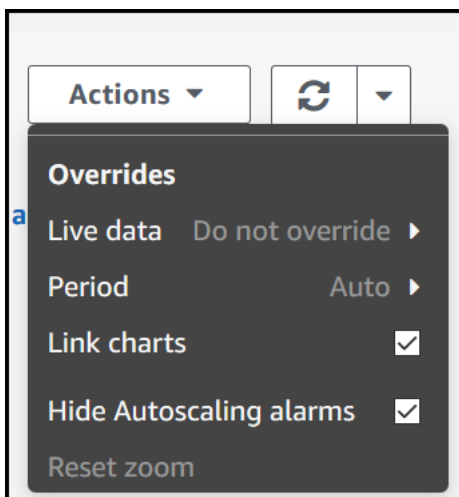 Actions
Overrides
a
Live data Do not override
Period Auto
Link charts
Hide Autoscaling alarms
Reset zoom